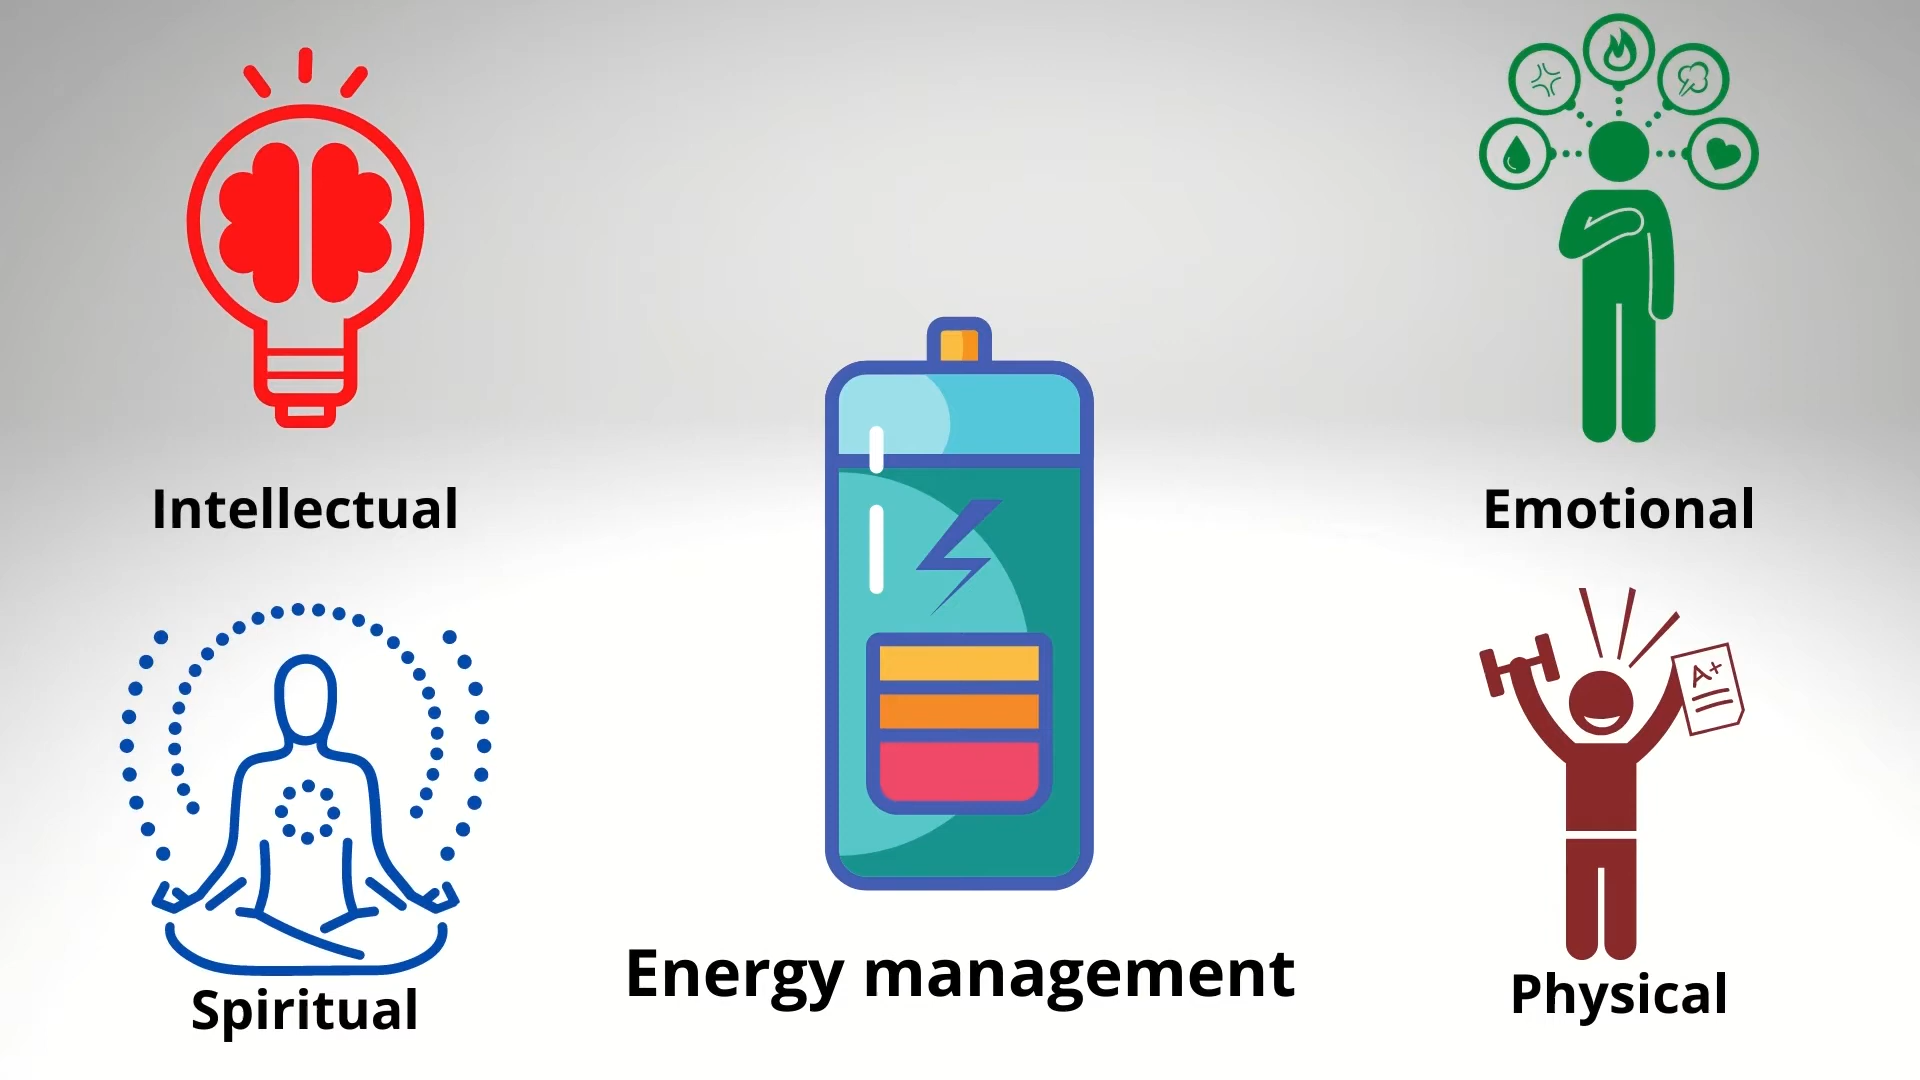 Intellectual
Emotional
A+
Spiritual
Energy management
Physical